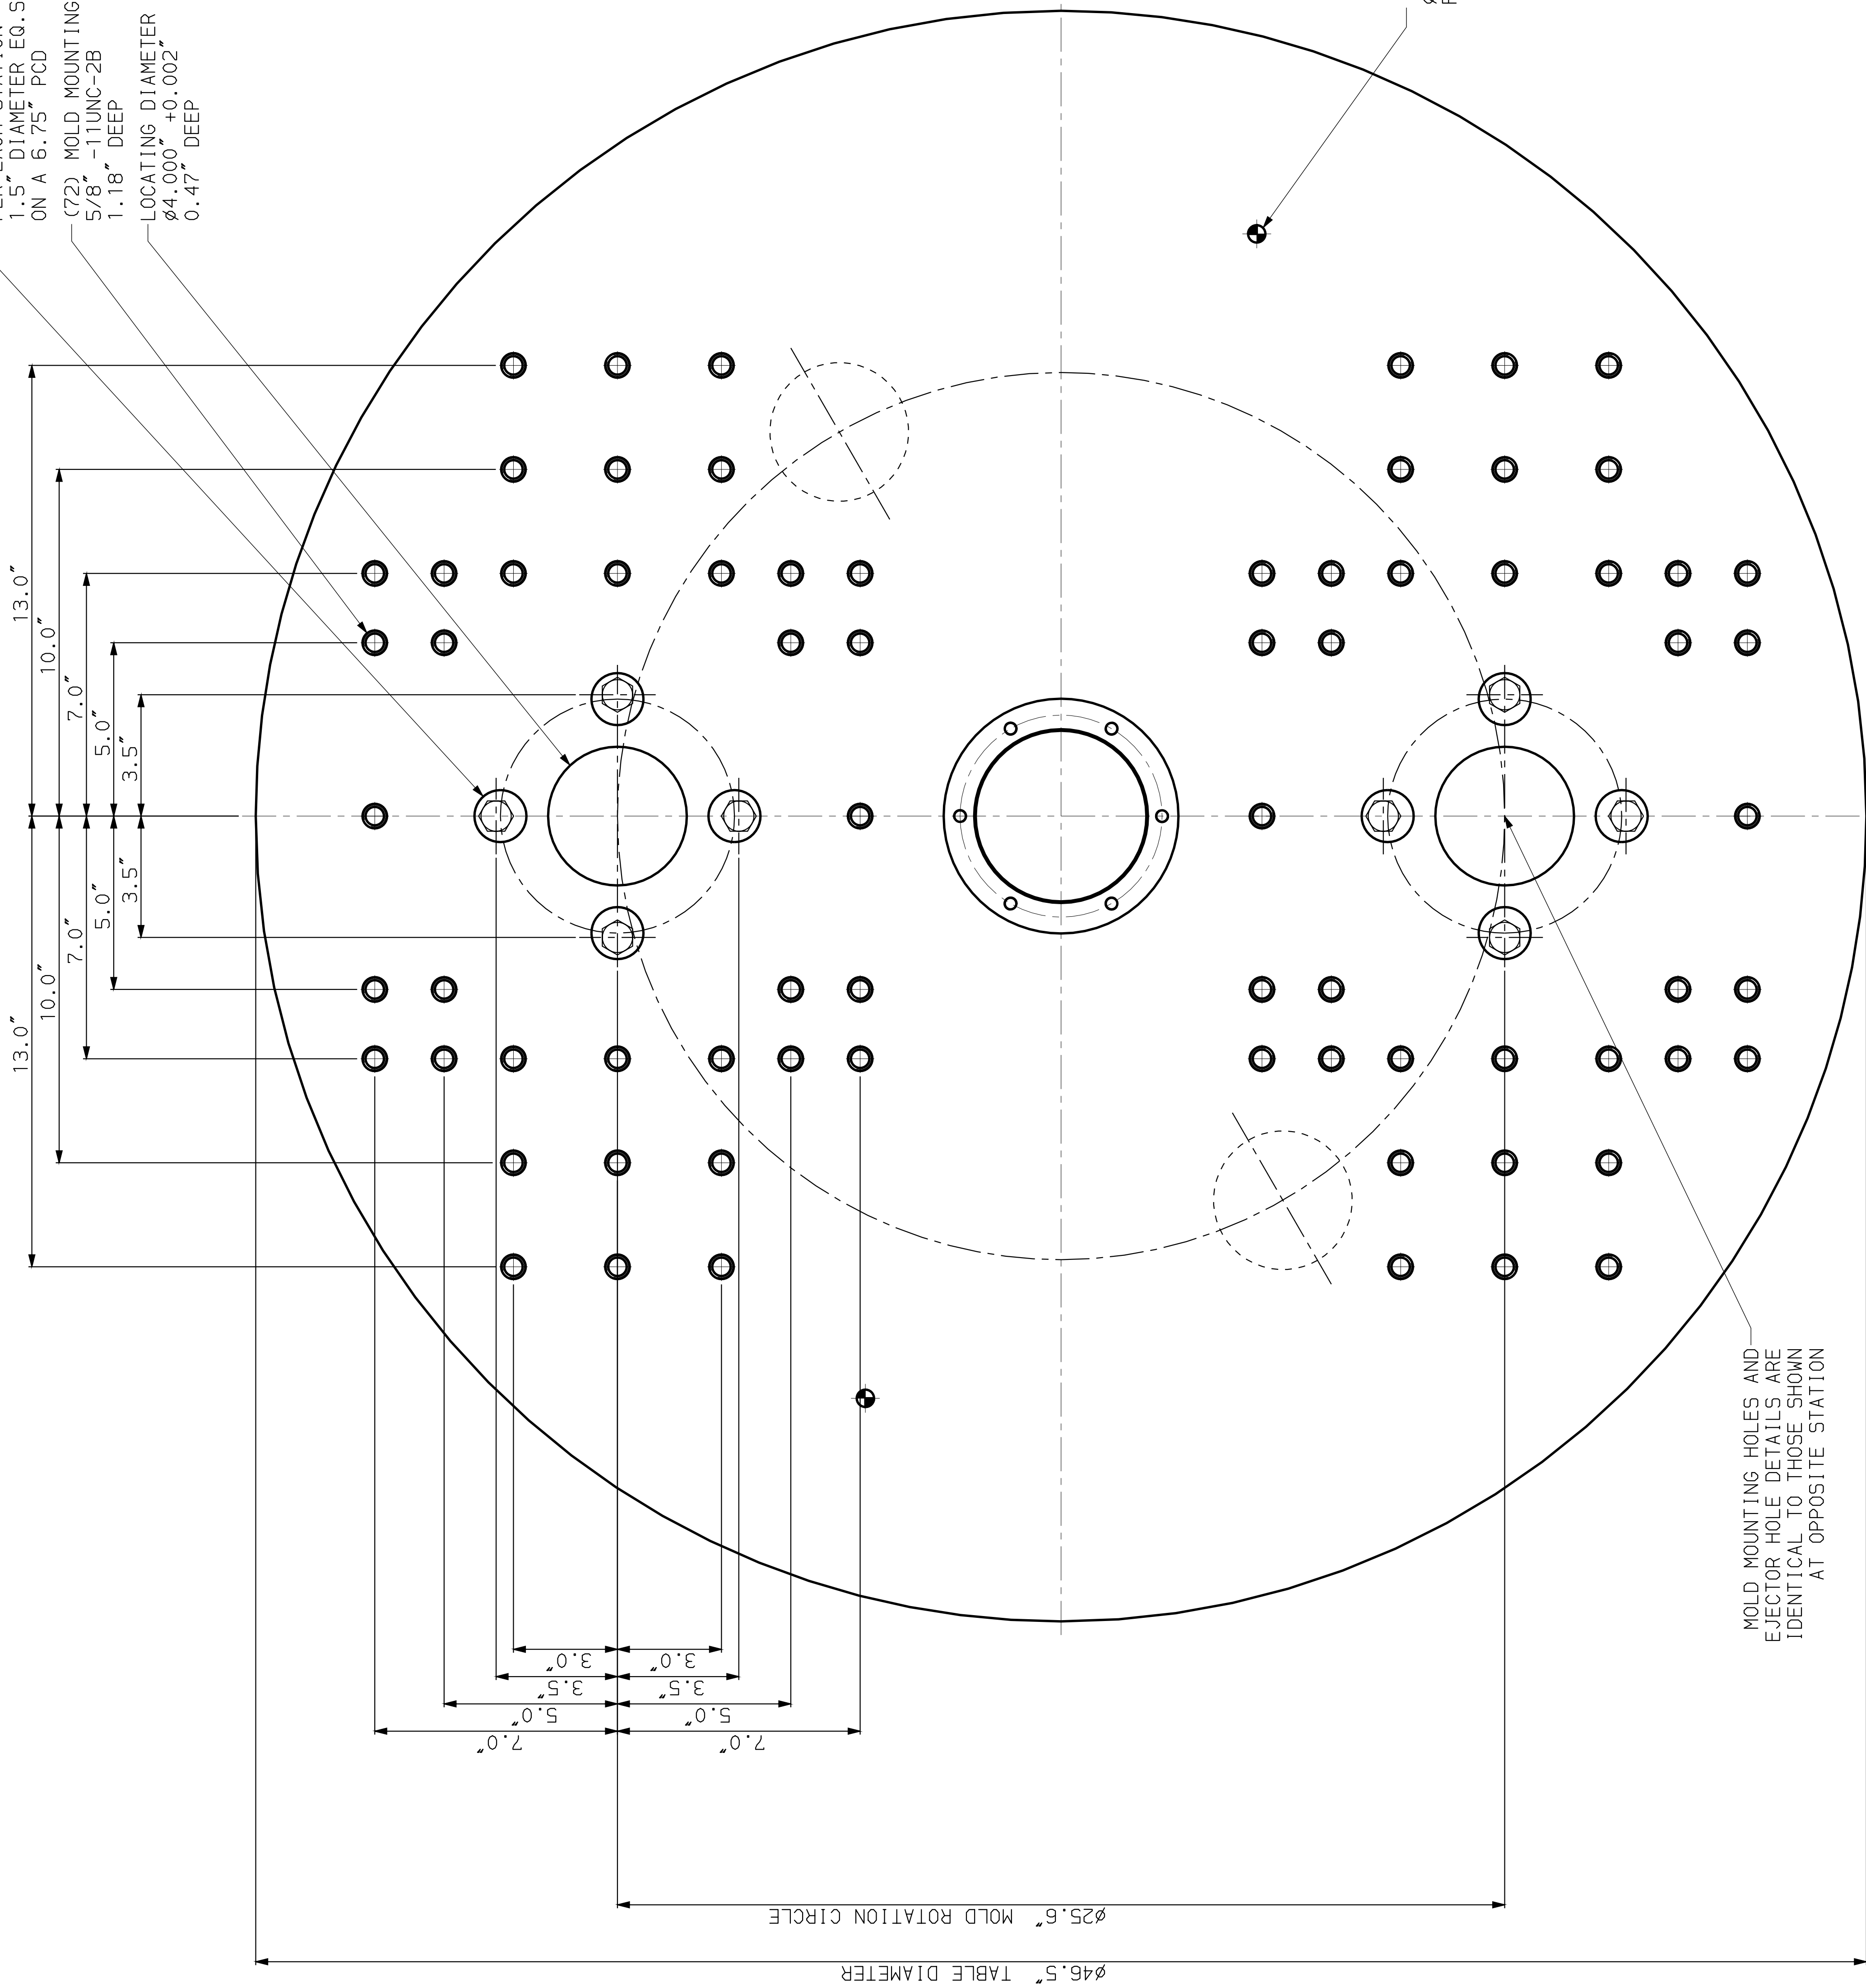 1.5" DIAMETER EQ.S
ON A 6.75" PCD
(72) MOLD MOUNTING
5/8" -11UNC-2B
1.18" DEEP
LOCATING DIAMETER
ø4.000" +0.002"
0.47" DEEP
13.0"
10.0"
7.0"
5.0"
3.5"
13.0"
10.0"
7.0"
5.0"
3.5"
3.0"
3.0"
3.5"
3.5"
5.0"
5.0"
7.0"
7.0"
MOLD MOUNTING HOLES AND
EJECTOR HOLE DETAILS ARE
IDENTICAL TO THOSE SHOWN
AT OPPOSITE STATION
ø25.6" MOLD ROTATION CIRCLE
ø46.5" TABLE DIAMETER